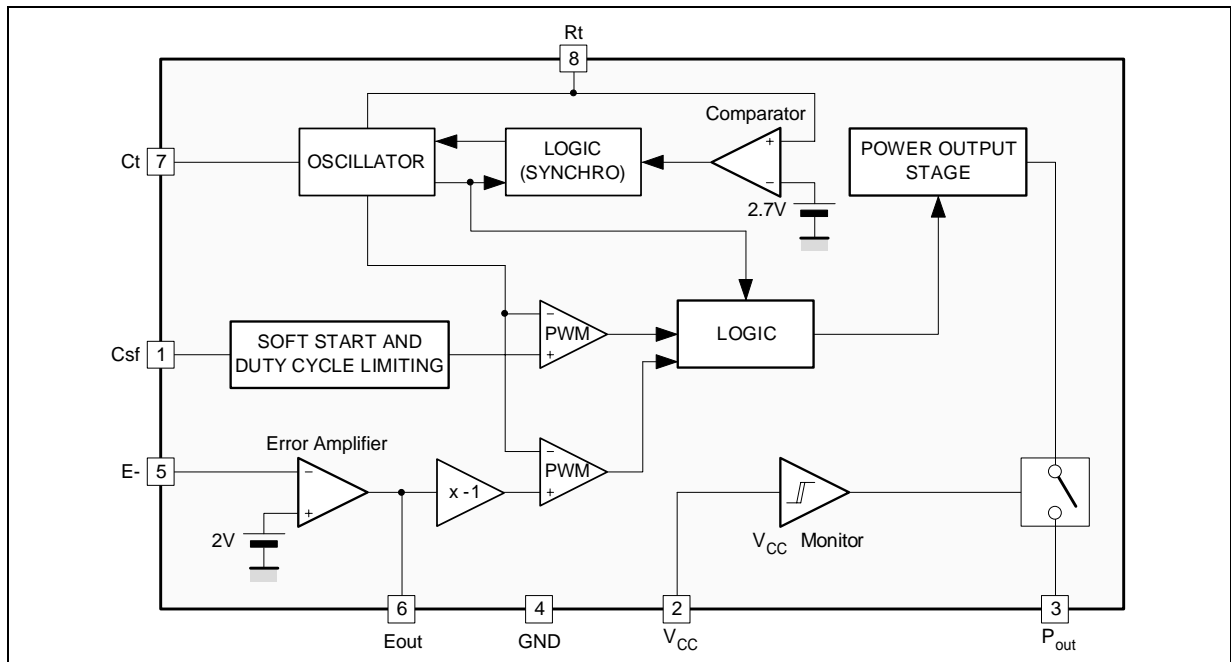 Rt
8
Comparator
Ct 7
OSCILLATOR
LOGIC
(SYNCHRO)
+
−
POWER OUTPUT
STAGE
2.7V
Csf 1
SOFT START AND
DUTY CYCLE LIMITING
−
PWM
+
LOGIC
Error Amplifier
E- 5
−
+
x -1
−
PWM
+
2V
VCC Monitor
6
Eout
4
GND
2
VCC
3
Pout